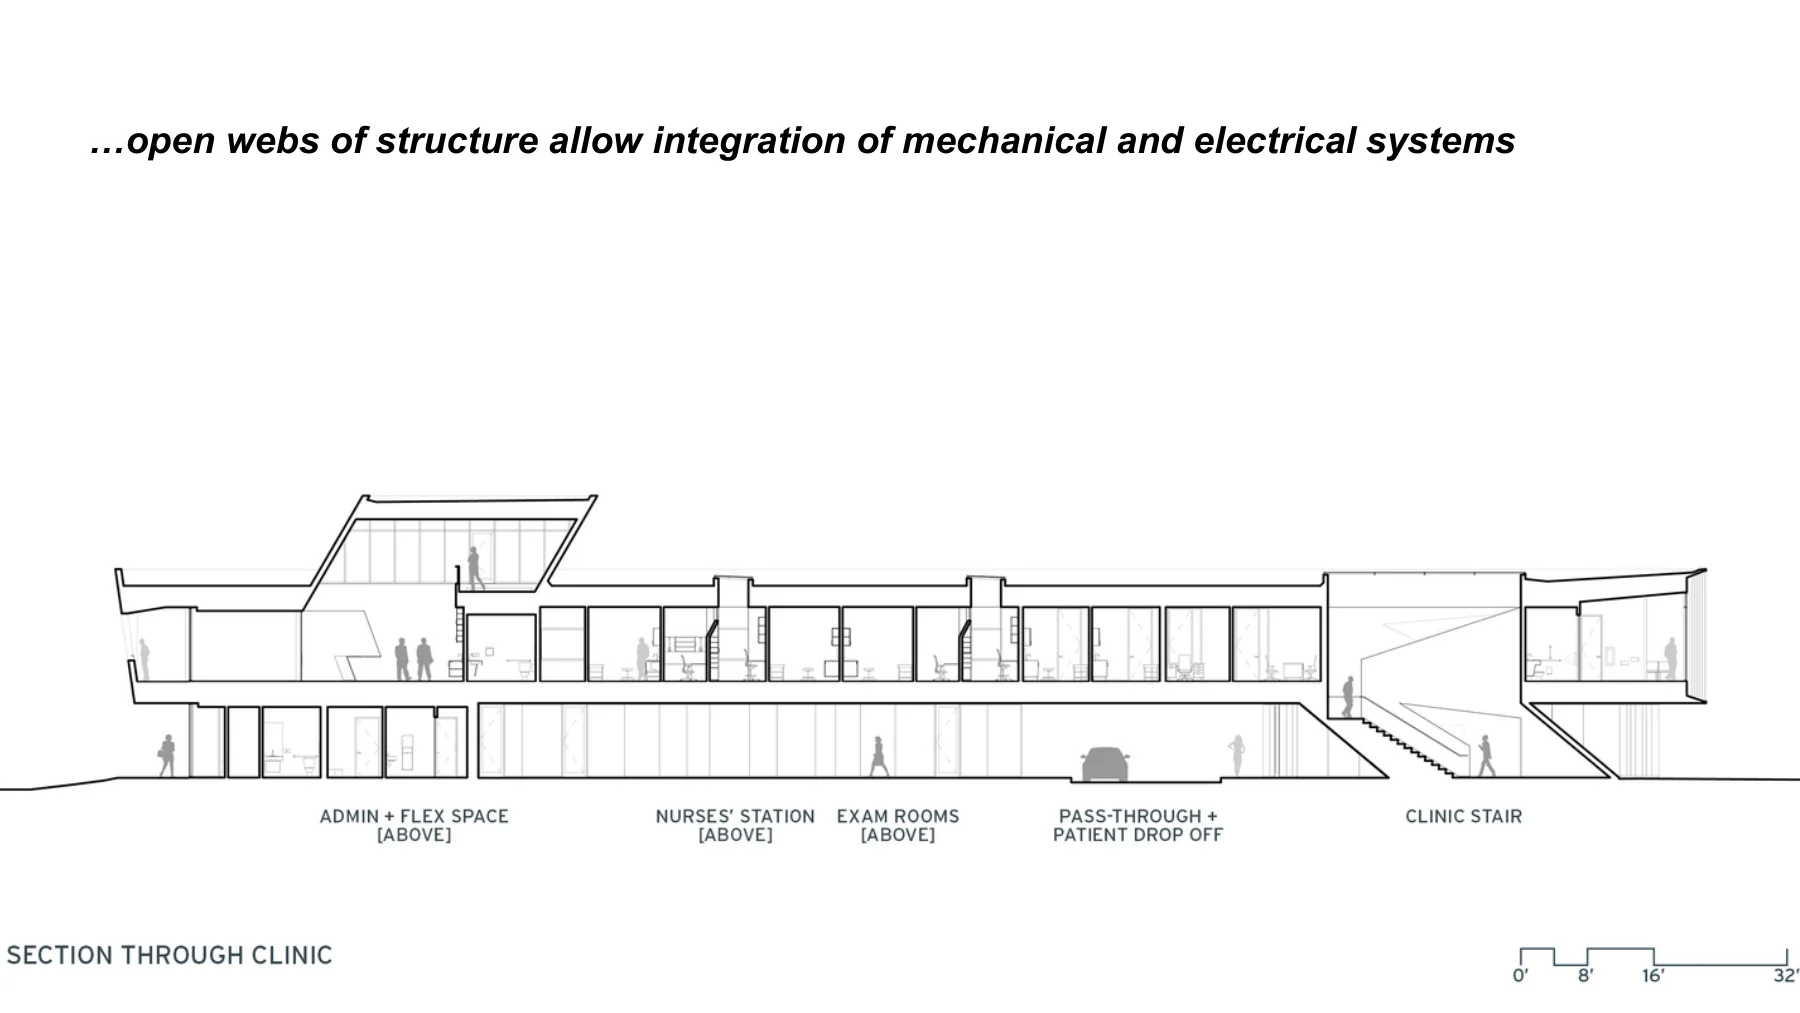 …open webs of structure allow integration of mechanical and electrical systems
ADMIN + FLEX SPACE
[ABOVE]
NURSES’ STATION
[ABOVE]
EXAM ROOMS
[ABOVE]
PASS-THROUGH +
PATIENT DROP OFF
CLINIC STAIR
SECTION THROUGH CLINIC
0’ 8’ 16’ 32’